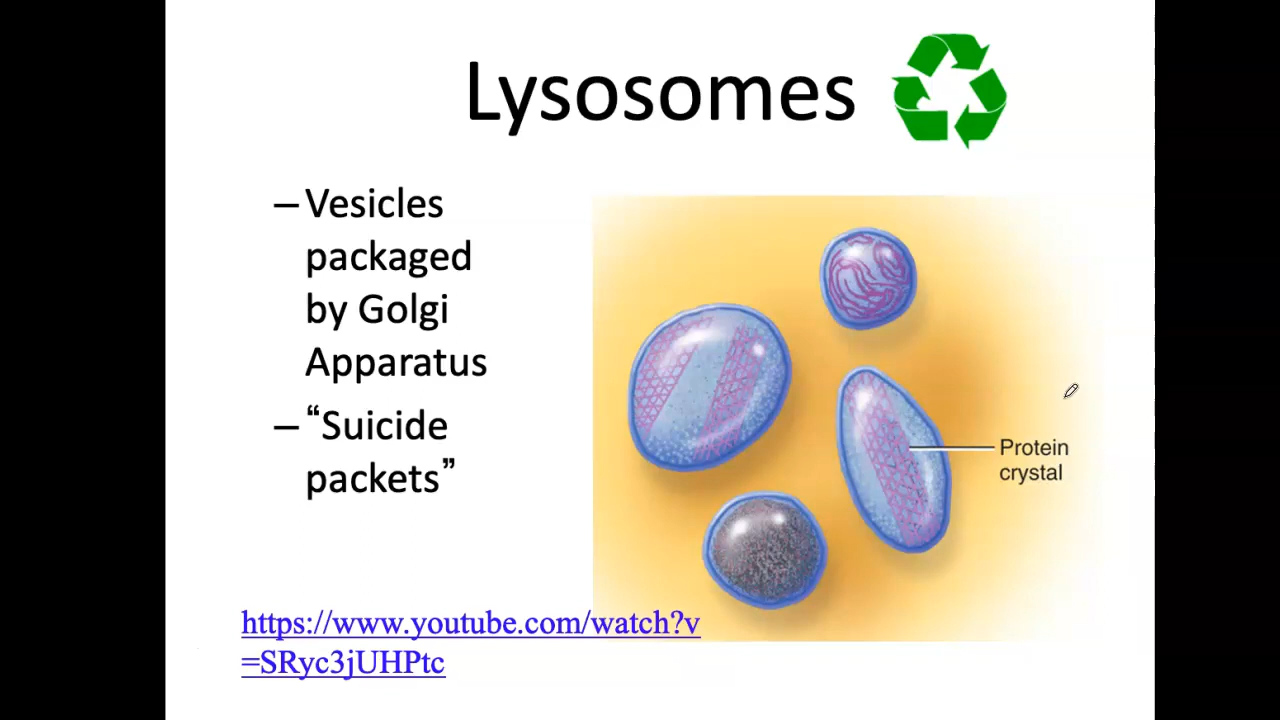 Lysosomes
–Vesicles
packaged
by Golgi
Apparatus
–“Suicide
packets”
Protein
crystal
https://www.youtube.com/watch?v
=SRyc3jUHPtc